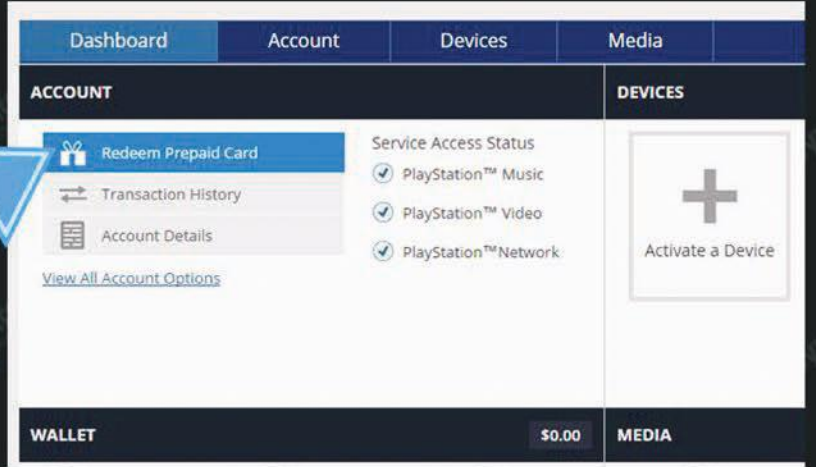 Dashboard Account Devices Media
ACCOUNT
DEVICES
Redeem Prepaid Card
Transaction History
Account Details
View All Account Options
Service Access Status
PlayStation™ Music
PlayStation™ Video
PlayStation™Network
Activate a Device
WALLET
$0.00
MEDIA